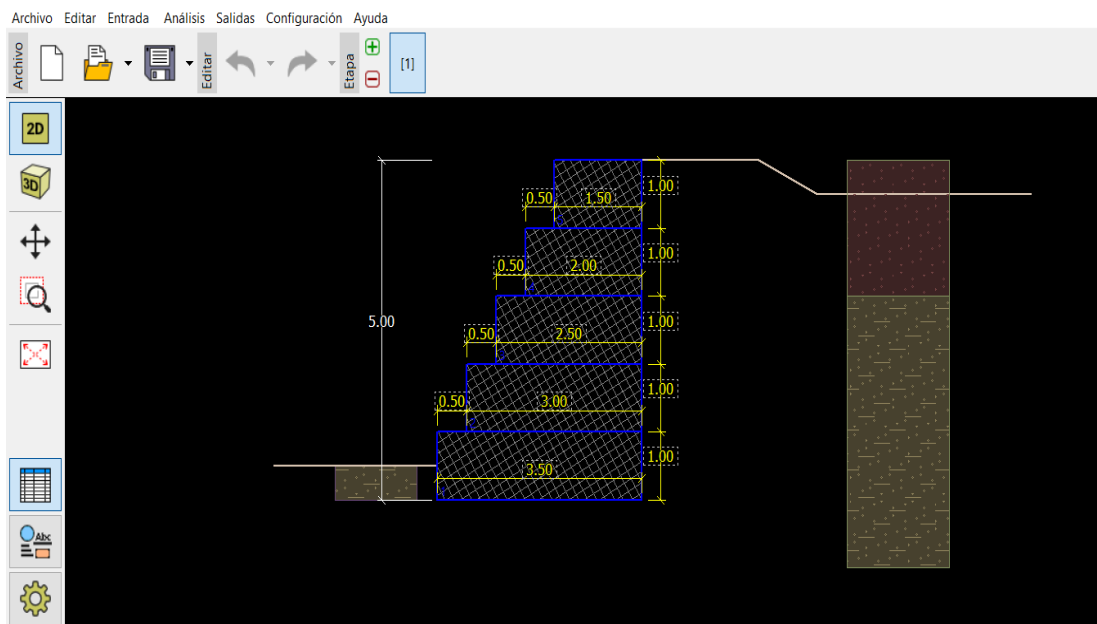 Archivo Editar Entrada Análisis Salidas Configuración Ayuda
Archivo
Editar
Etapa
[1]
2D
3D
Abc
5.00
0.50 1.50 1.00
0.50 2.00 1.00
0.50 2.50 1.00
0.50 3.00 1.00
3.50 1.00